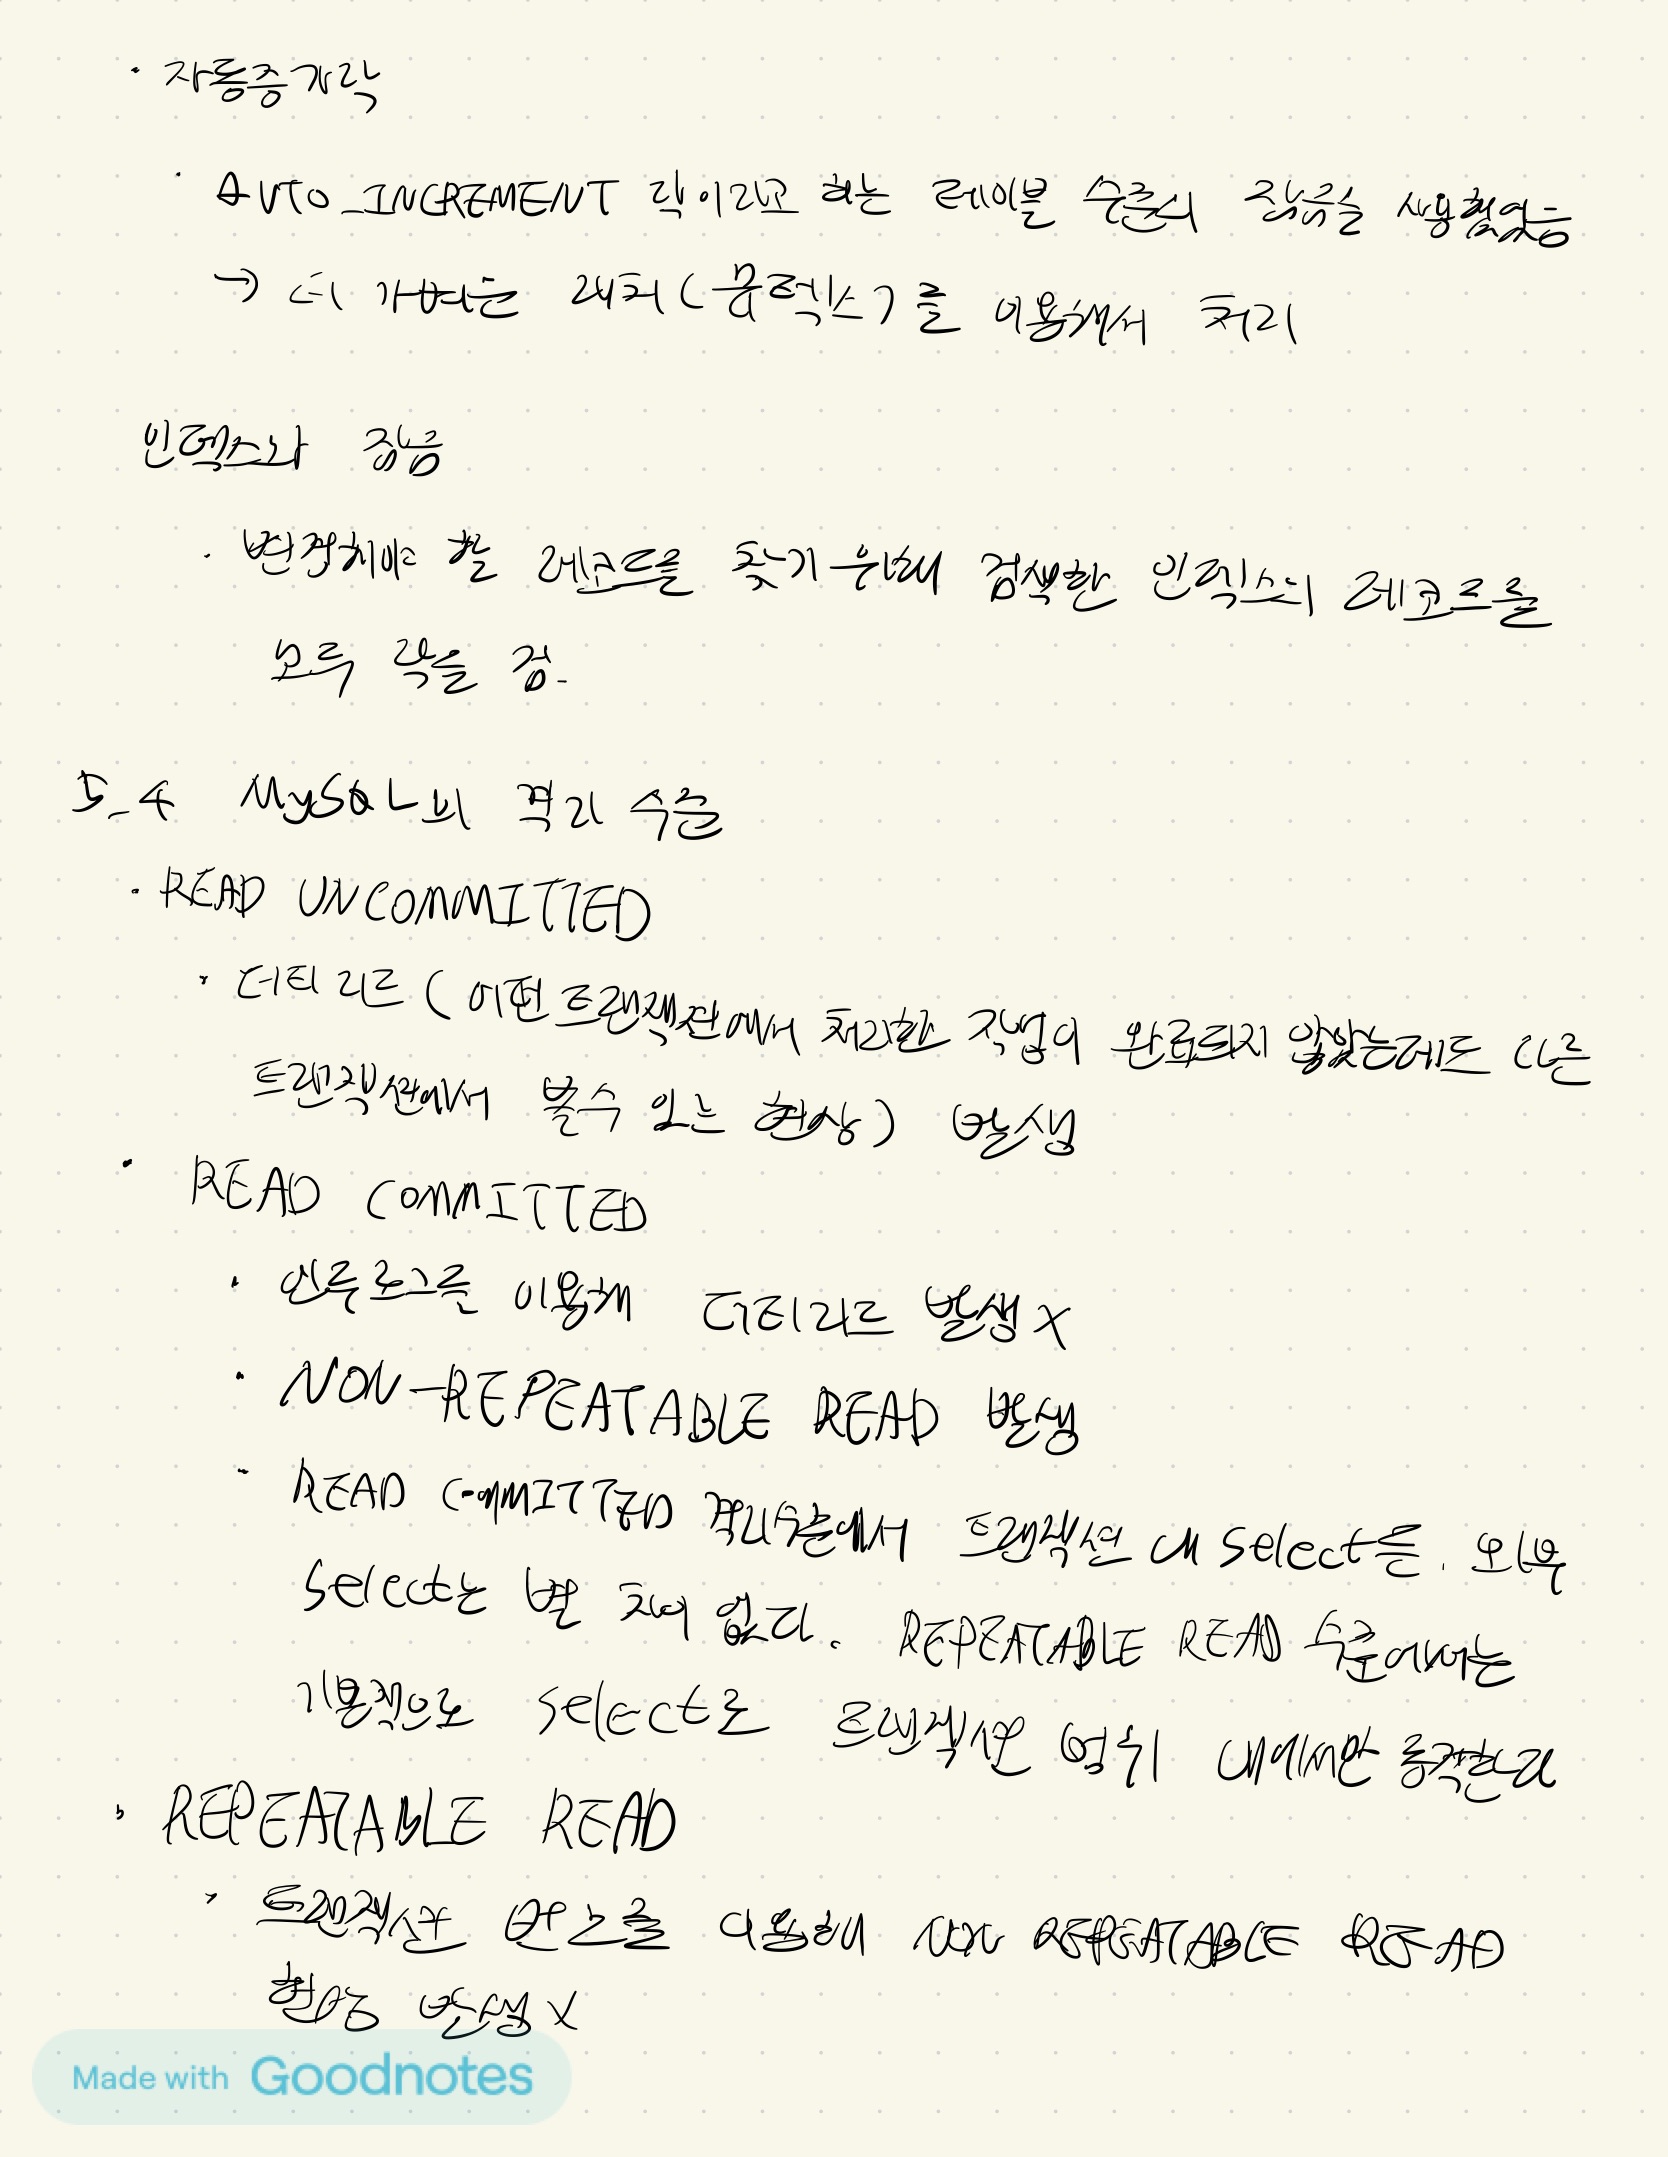 · 자동증가락
· AUTO_INCREMENT 락이라고 하는 테이블 수준의 잠금을 사용했었음
→ 더 가벼운 래치(뮤텍스)를 이용해서 처리
인덱스와 잠금
· 변경해야 할 레코드를 찾기 위해 검색한 인덱스의 레코드를
모두 락을 검.
5.4 MySQL의 격리 수준
· READ UNCOMMITTED
· 더티 리드 (어떤 트랜잭션에서 처리한 작업이 완료되지 않았는데도 다른
트랜잭션에서 볼수 있는 현상) 발생
· READ COMMITTED
· 언두 로그를 이용해 더티리드 발생 X
· NON-REPEATABLE READ 발생
· READ COMMITTED 격리수준에서 트랜잭션 내 select는, 외부
select는 별 차이 없다. REPEATABLE READ 수준에서는
기본적으로 select도 트랜잭션 범위 내에서만 동작한다
· REPEATABLE READ
· 트랜잭션 번호를 이용해 NON REPEATABLE READ
현상 발생 X
Made with Goodnotes